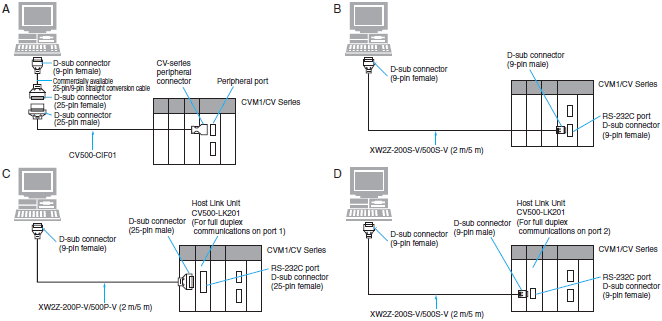 A
D-sub connector
(9-pin female)
Commercially available
25-pin/9-pin straight conversion cable
D-sub connector
(25-pin female)
D-sub connector
(25-pin male)
CV500-CIF01
CV-series
peripheral
connector
Peripheral port
CVM1/CV Series
B
D-sub connector
(9-pin female)
D-sub connector
(9-pin male)
CVM1/CV Series
RS-232C port
D-sub connector
(9-pin female)
XW2Z-200S-V/500S-V (2 m/5 m)
C
D-sub connector
(9-pin female)
D-sub connector
(25-pin male)
Host Link Unit
CV500-LK201
(For full duplex
communications on port 1)
CVM1/CV Series
RS-232C port
D-sub connector
(25-pin female)
XW2Z-200P-V/500P-V (2 m/5 m)
D
D-sub connector
(9-pin female)
D-sub connector
(9-pin male)
Host Link Unit
CV500-LK201
(For full duplex
communications on port 2)
CVM1/CV Series
RS-232C port
D-sub connector
(9-pin female)
XW2Z-200S-V/500S-V (2 m/5 m)